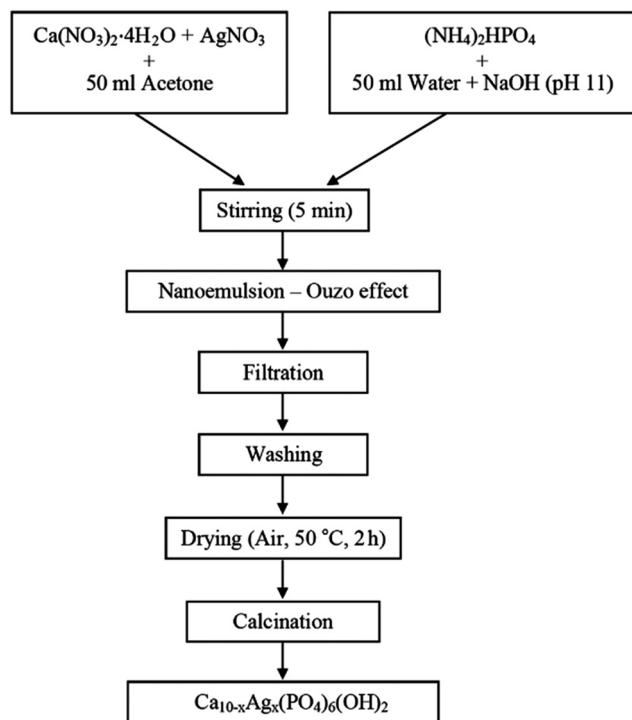 Ca(NO₃)₂·4H₂O + AgNO₃
+
50 ml Acetone
(NH₄)₂HPO₄
+
50 ml Water + NaOH (pH 11)
Stirring (5 min)
Nanoemulsion – Ouzo effect
Filtration
Washing
Drying (Air, 50 °C, 2h)
Calcination
Ca₁₀₋ₓAgₓ(PO₄)₆(OH)₂